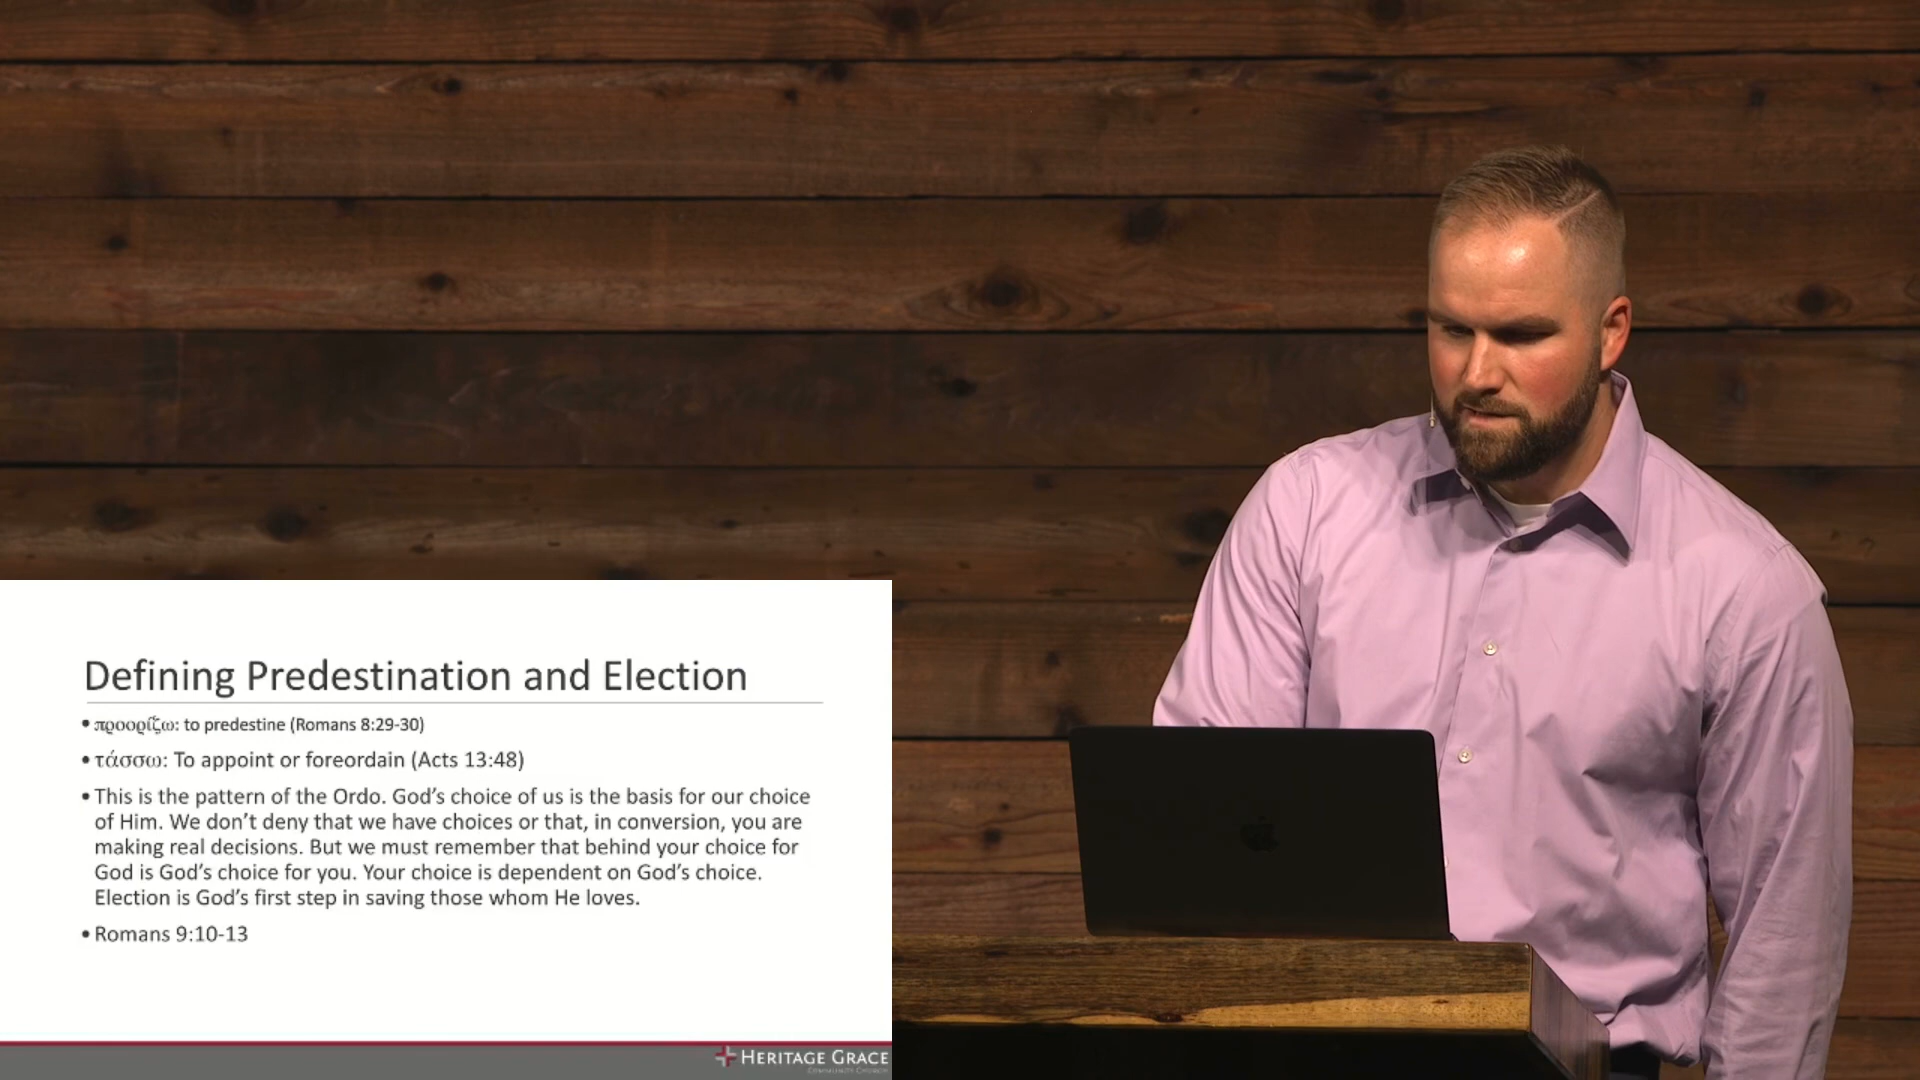 Defining Predestination and Election
• προορίζω: to predestine (Romans 8:29-30)
• τάσσω: To appoint or foreordain (Acts 13:48)
• This is the pattern of the Ordo. God’s choice of us is the basis for our choice
of Him. We don’t deny that we have choices or that, in conversion, you are
making real decisions. But we must remember that behind your choice for
God is God’s choice for you. Your choice is dependent on God’s choice.
Election is God’s first step in saving those whom He loves.
• Romans 9:10-13
HERITAGE GRACE
COMMUNITY CHURCH